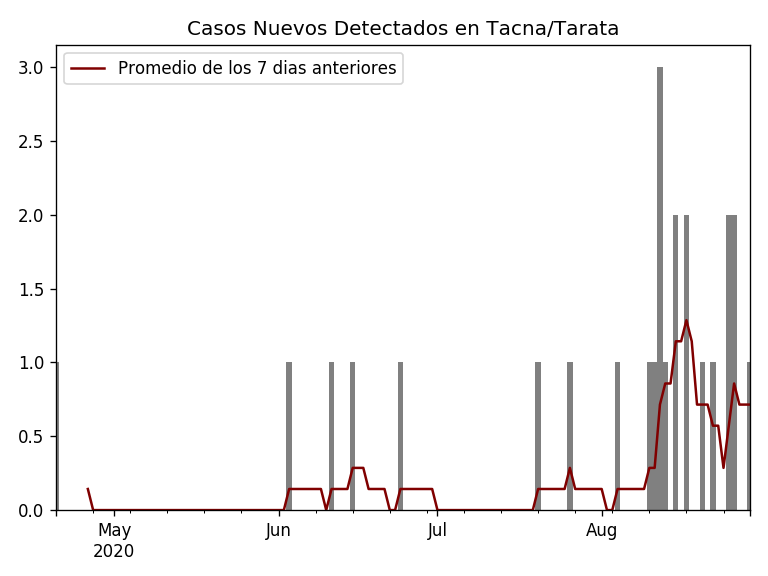 Casos Nuevos Detectados en Tacna/Tarata
Promedio de los 7 dias anteriores
3.0
2.5
2.0
1.5
1.0
0.5
0.0
May Jun Jul Aug
2020